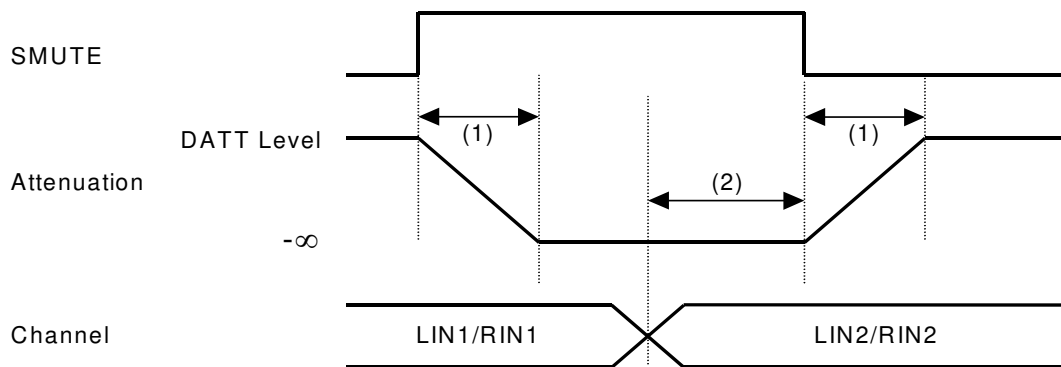 SMUTE
(1)
(1)
DATT Level
Attenuation
(2)
-∞
Channel
LIN1/RIN1
LIN2/RIN2